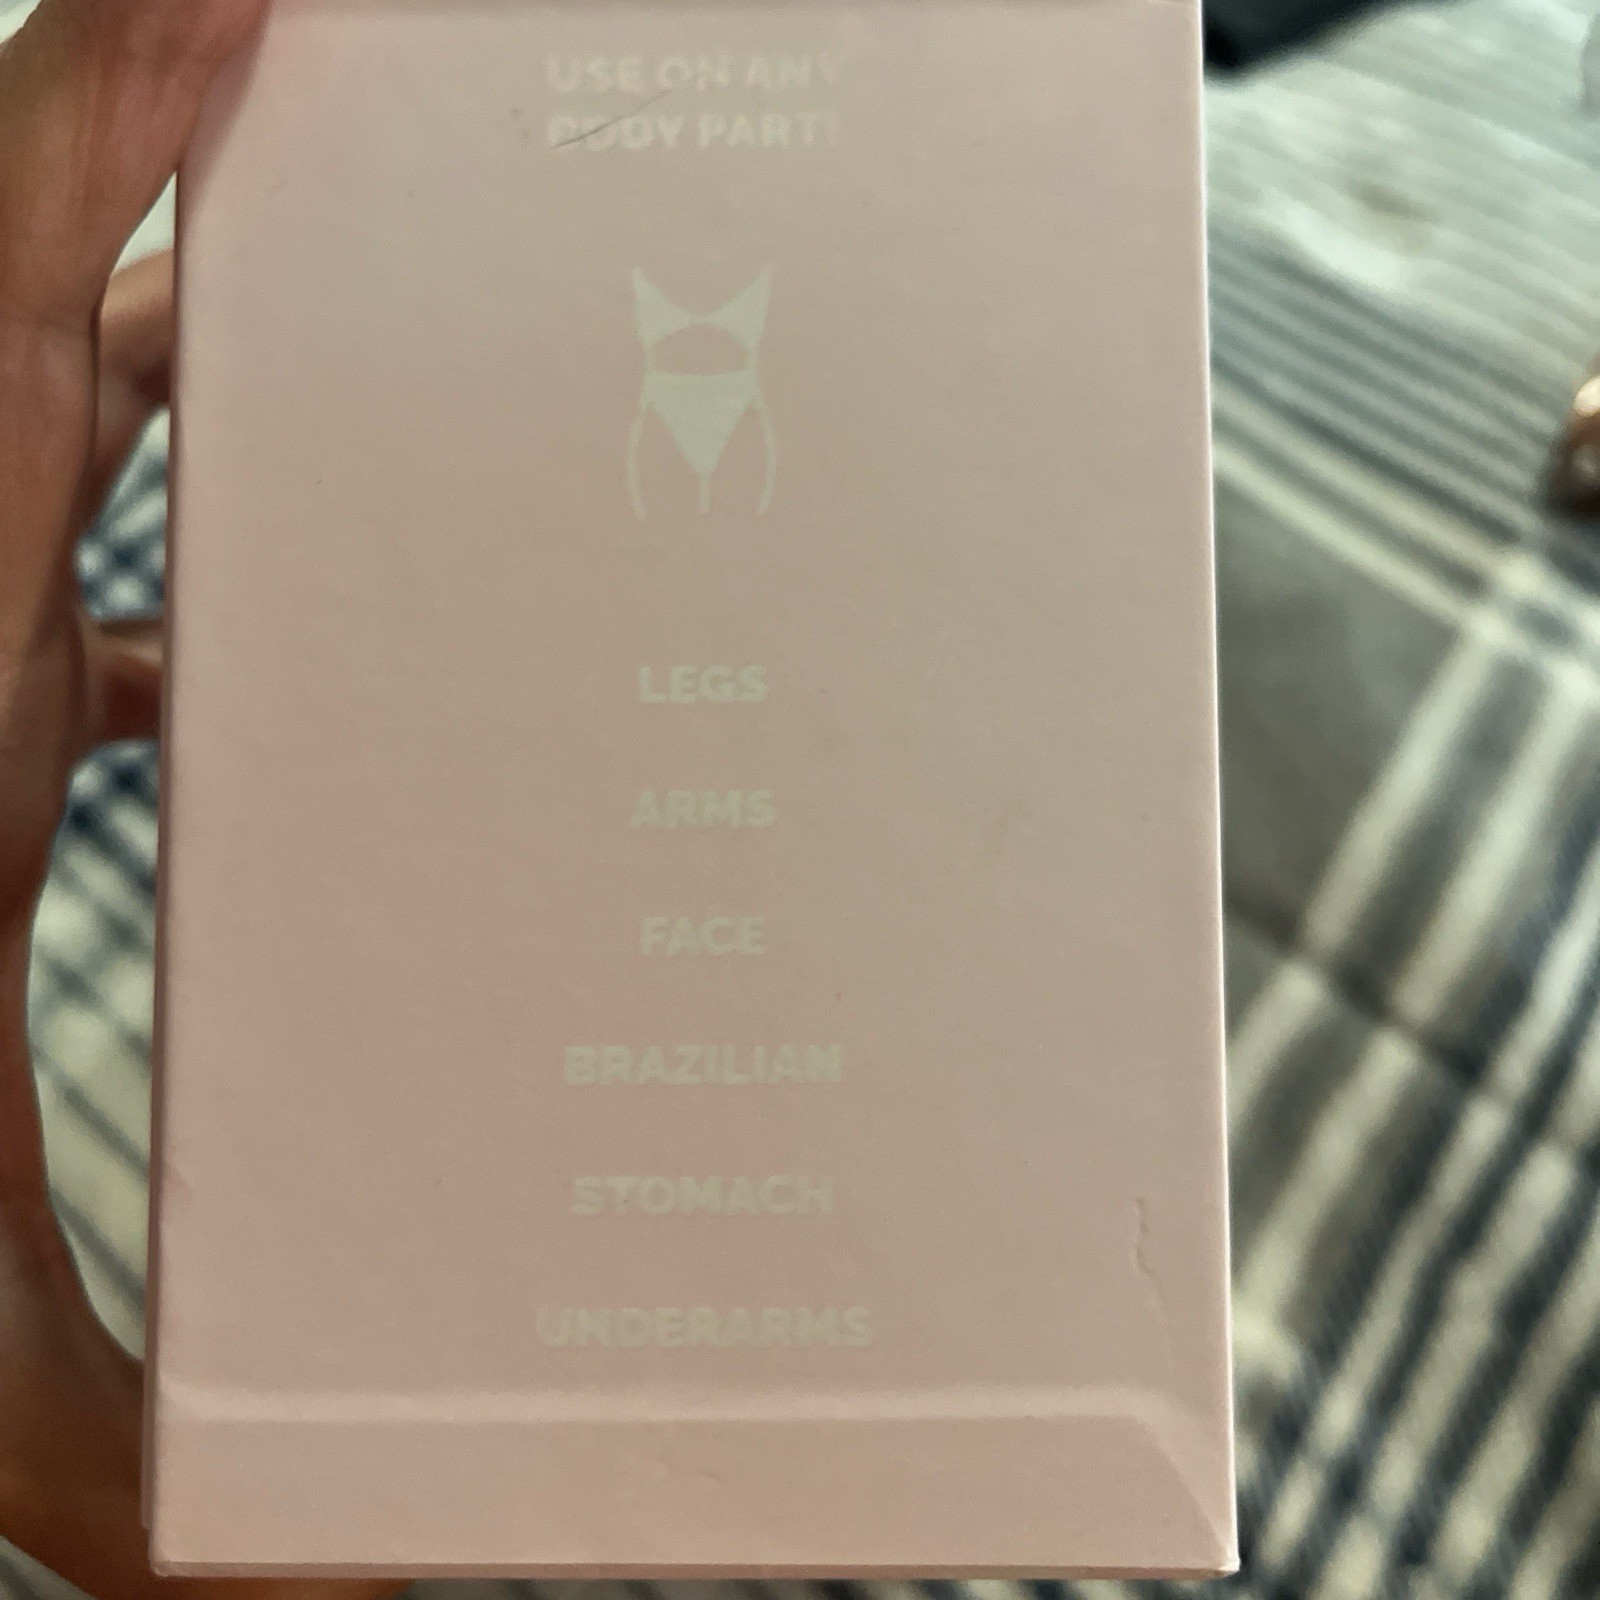 USE ON ANY
BODY PART!
LEGS
ARMS
FACE
BRAZILIAN
STOMACH
UNDERARMS